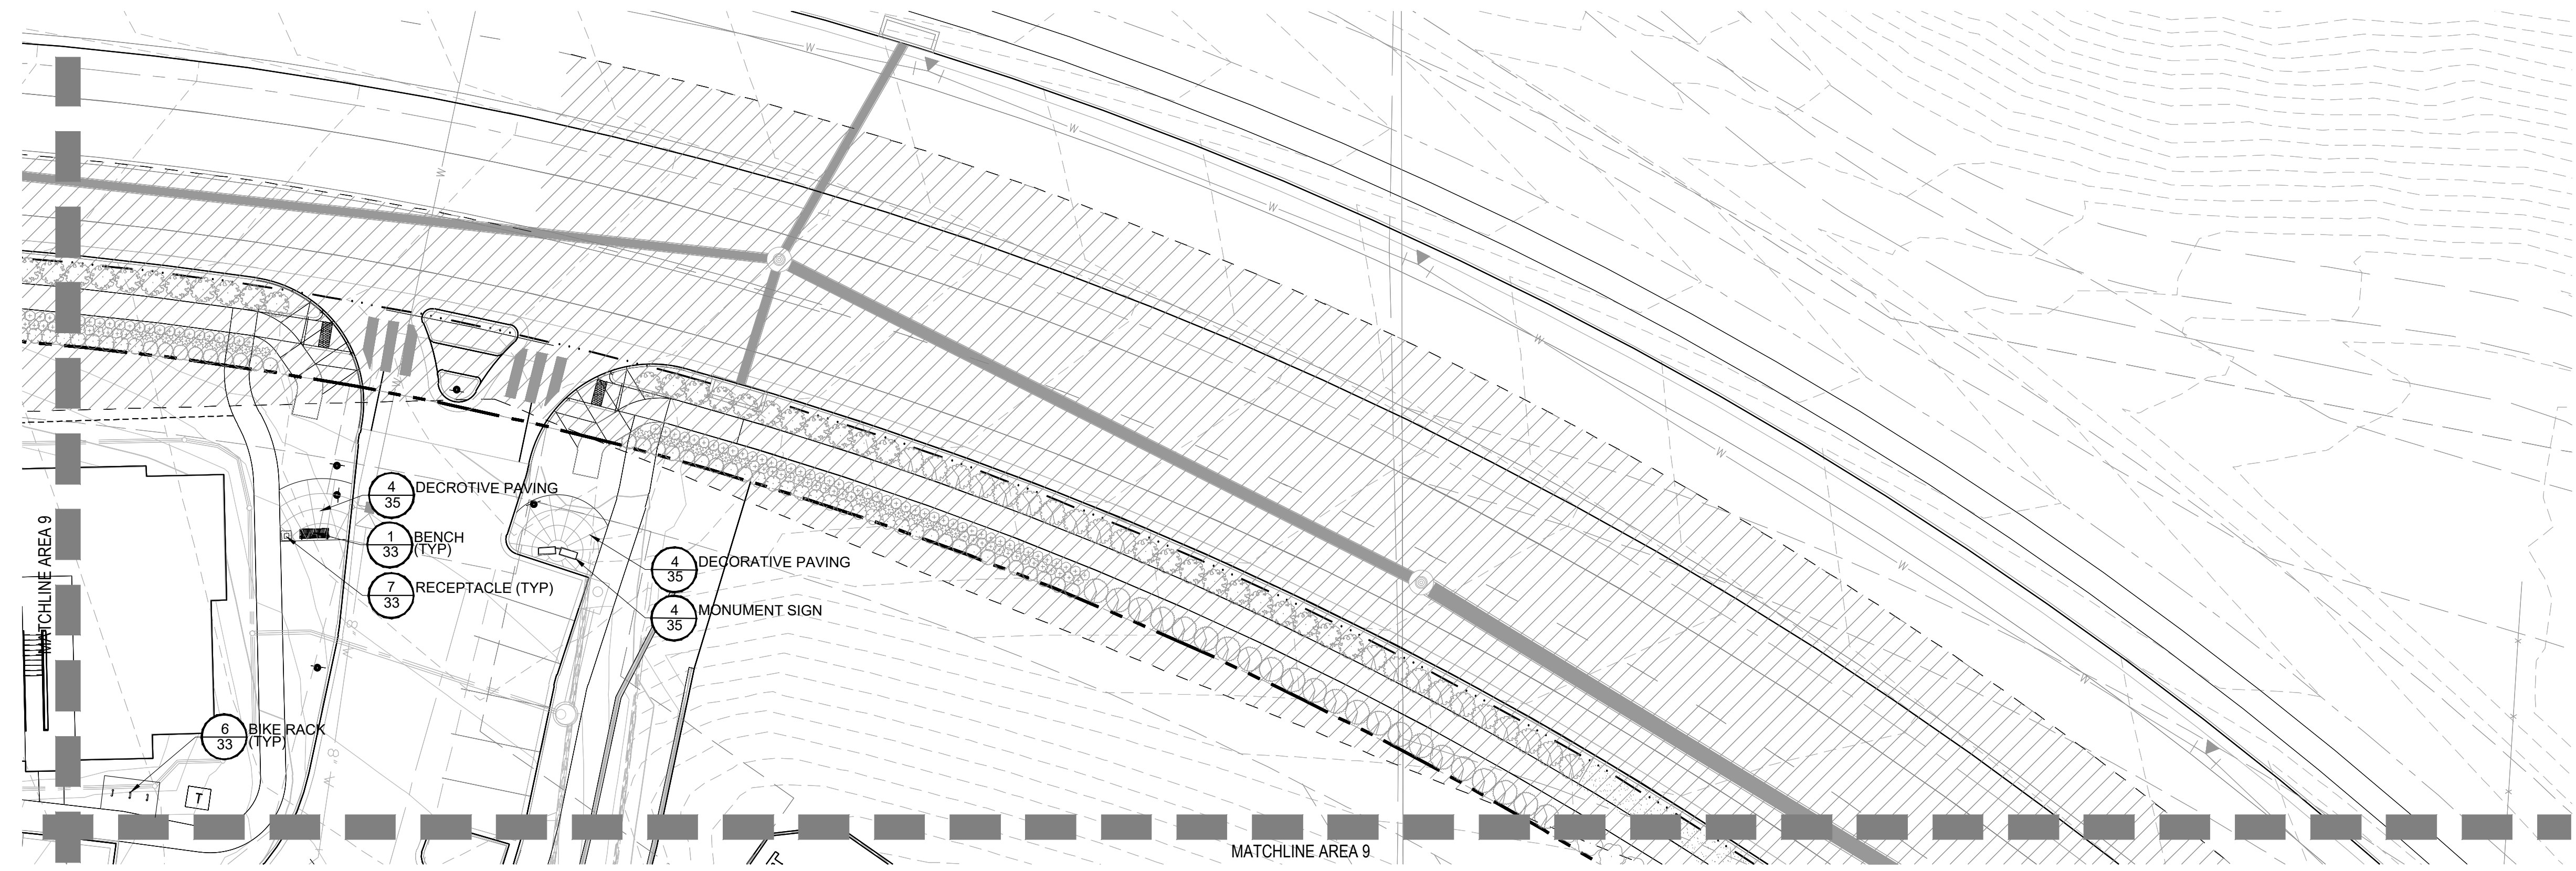 W
W
W
W
W
W
W
W
W
4
35
DECROTIVE PAVING
1
33
BENCH
(TYP)
7
33
RECEPTACLE (TYP)
4
35
DECORATIVE PAVING
4
35
MONUMENT SIGN
6
33
BIKE RACK
(TYP)
T
MATCHLINE AREA 9
MATCHLINE AREA 9